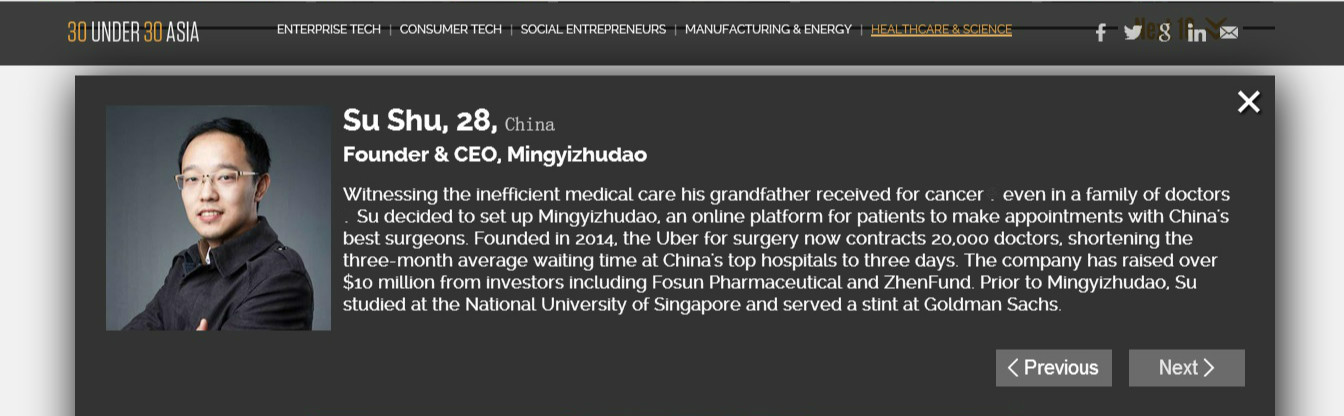 30 UNDER 30 ASIA
ENTERPRISE TECH | CONSUMER TECH | SOCIAL ENTREPRENEURS | MANUFACTURING & ENERGY | HEALTHCARE & SCIENCE
Su Shu, 28, China
Founder & CEO, Mingyizhudao
Witnessing the inefficient medical care his grandfather received for cancer . even in a family of doctors
. Su decided to set up Mingyizhudao, an online platform for patients to make appointments with China's
best surgeons. Founded in 2014, the Uber for surgery now contracts 20,000 doctors, shortening the
three-month average waiting time at China's top hospitals to three days. The company has raised over
$10 million from investors including Fosun Pharmaceutical and ZhenFund. Prior to Mingyizhudao, Su
studied at the National University of Singapore and served a stint at Goldman Sachs.
Previous
Next